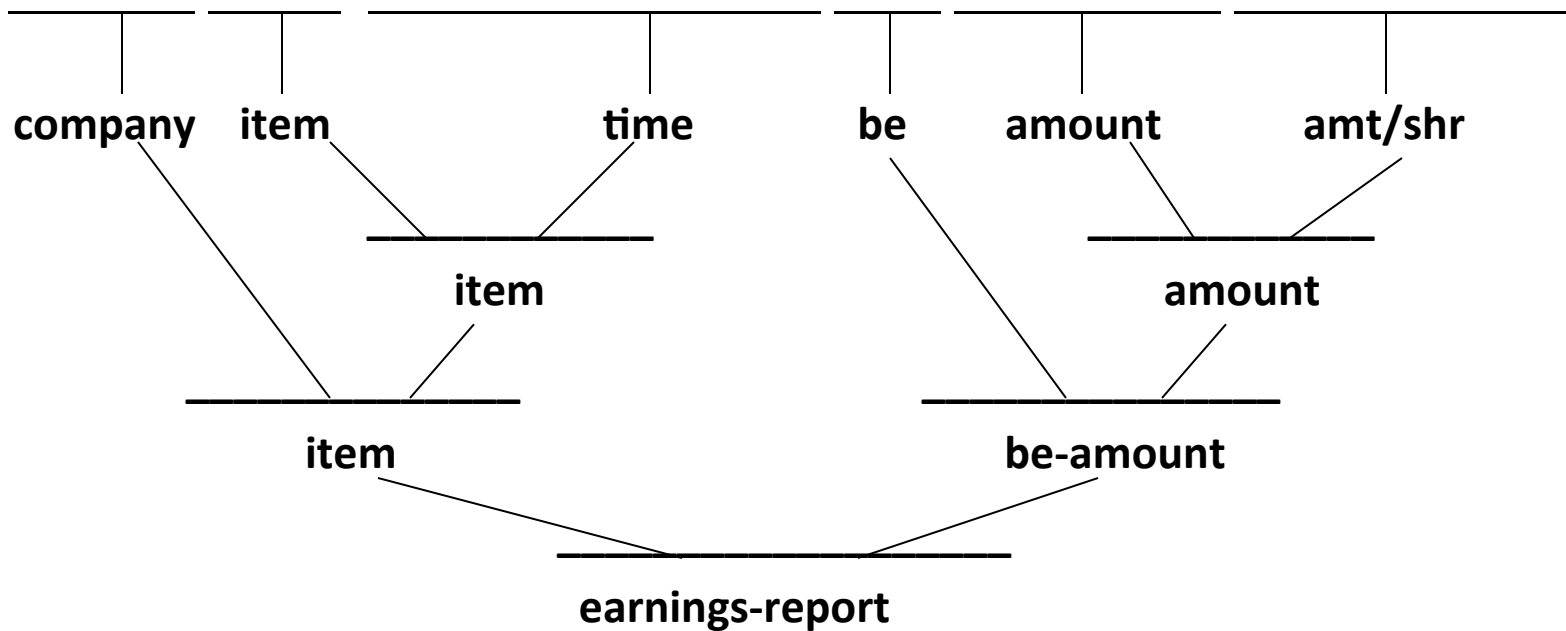 company item time be amount amt/shr
item amount
item be-amount
earnings-report